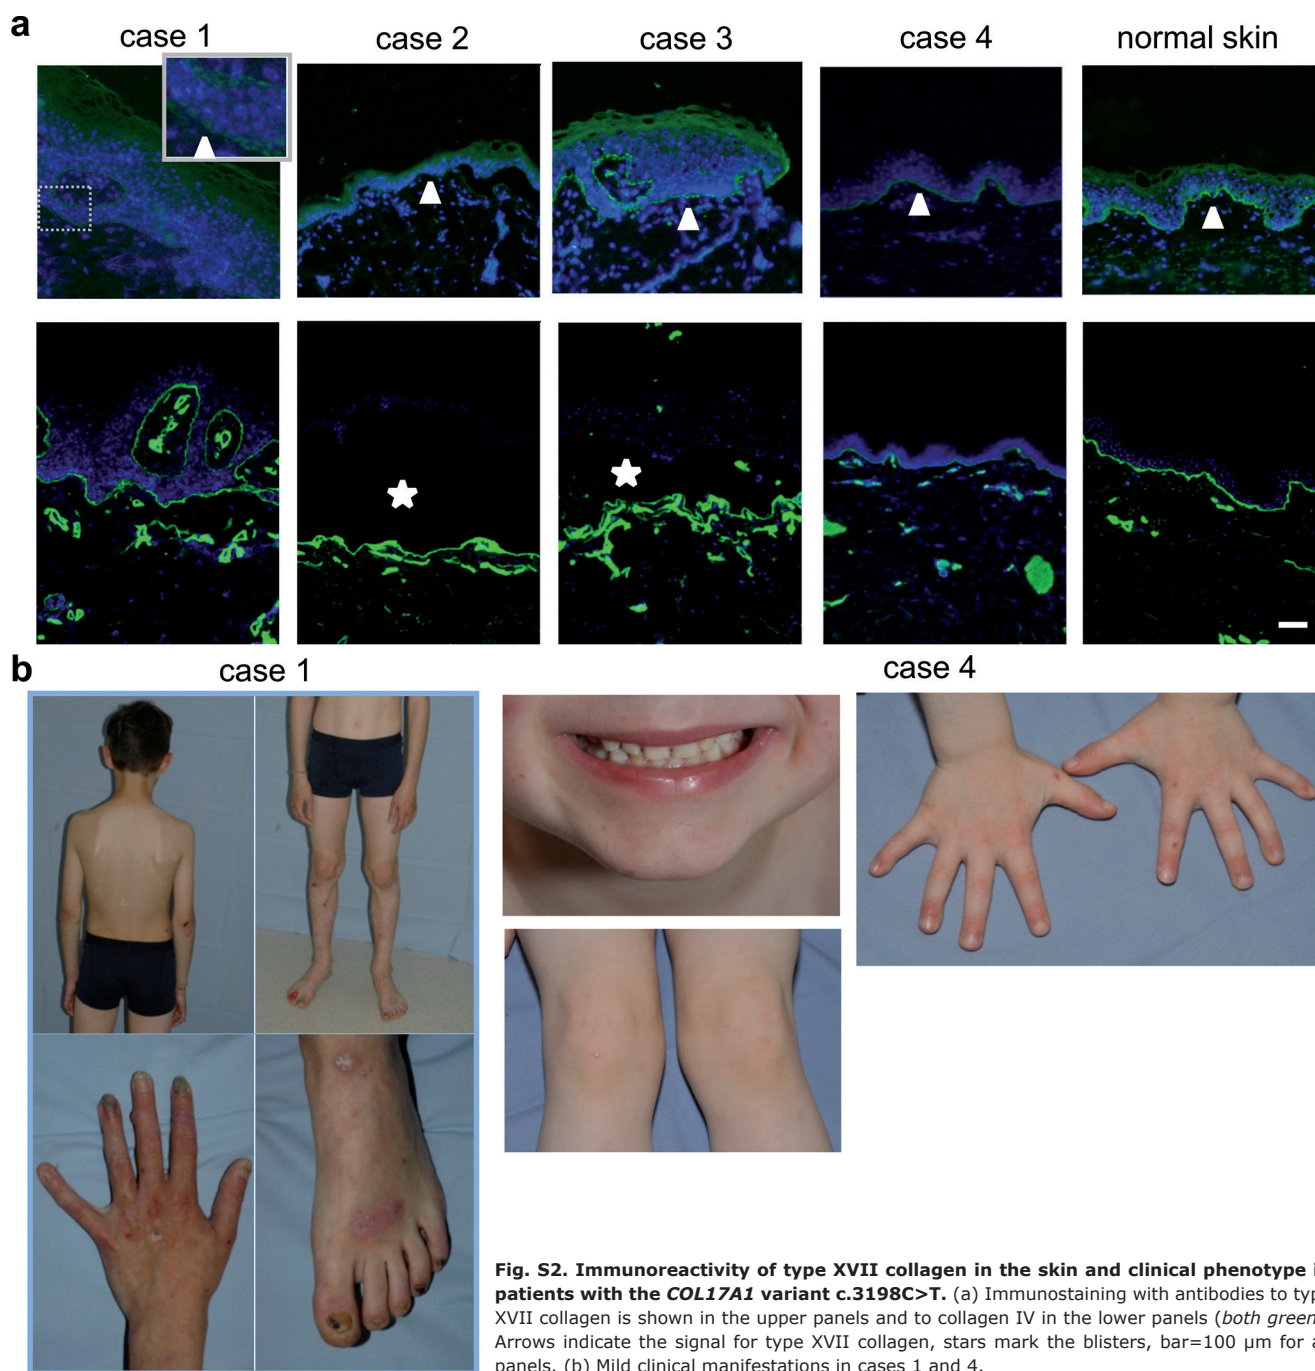 a
case 1 case 2 case 3 case 4 normal skin
b
case 1 case 4
Fig. S2. Immunoreactivity of type XVII collagen in the skin and clinical phenotype i
patients with the COL17A1 variant c.3198C>T. (a) Immunostaining with antibodies to typ
XVII collagen is shown in the upper panels and to collagen IV in the lower panels (both green
Arrows indicate the signal for type XVII collagen, stars mark the blisters, bar=100 µm for a
panels. (b) Mild clinical manifestations in cases 1 and 4.